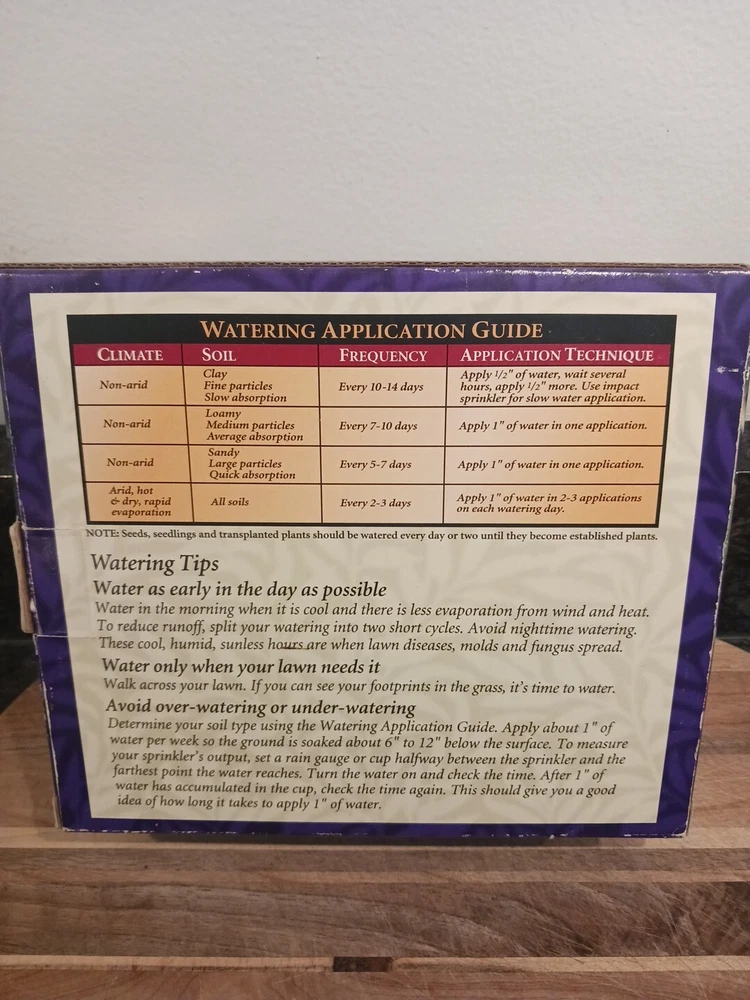 WATERING APPLICATION GUIDE
CLIMATE SOIL FREQUENCY APPLICATION TECHNIQUE
Non-arid
Clay
Fine particles
Slow absorption
Every 10-14 days
Apply 1/2" of water, wait several
hours, apply 1/2" more. Use impact
sprinkler for slow water application.
Non-arid
Loamy
Medium particles
Average absorption
Every 7-10 days
Apply 1" of water in one application.
Non-arid
Sandy
Large particles
Quick absorption
Every 5-7 days
Apply 1" of water in one application.
Arid, hot
& dry, rapid
evaporation
All soils
Every 2-3 days
Apply 1" of water in 2-3 applications
on each watering day.
NOTE: Seeds, seedlings and transplanted plants should be watered every day or two until they become established plants.
Watering Tips
Water as early in the day as possible
Water in the morning when it is cool and there is less evaporation from wind and heat.
To reduce runoff, split your watering into two short cycles. Avoid nighttime watering.
These cool, humid, sunless hours are when lawn diseases, molds and fungus spread.
Water only when your lawn needs it
Walk across your lawn. If you can see your footprints in the grass, it's time to water.
Avoid over-watering or under-watering
Determine your soil type using the Watering Application Guide. Apply about 1" of
water per week so the ground is soaked about 6" to 12" below the surface. To measure
your sprinkler's output, set a rain gauge or cup halfway between the sprinkler and the
farthest point the water reaches. Turn the water on and check the time. After 1" of
water has accumulated in the cup, check the time again. This should give you a good
idea of how long it takes to apply 1" of water.